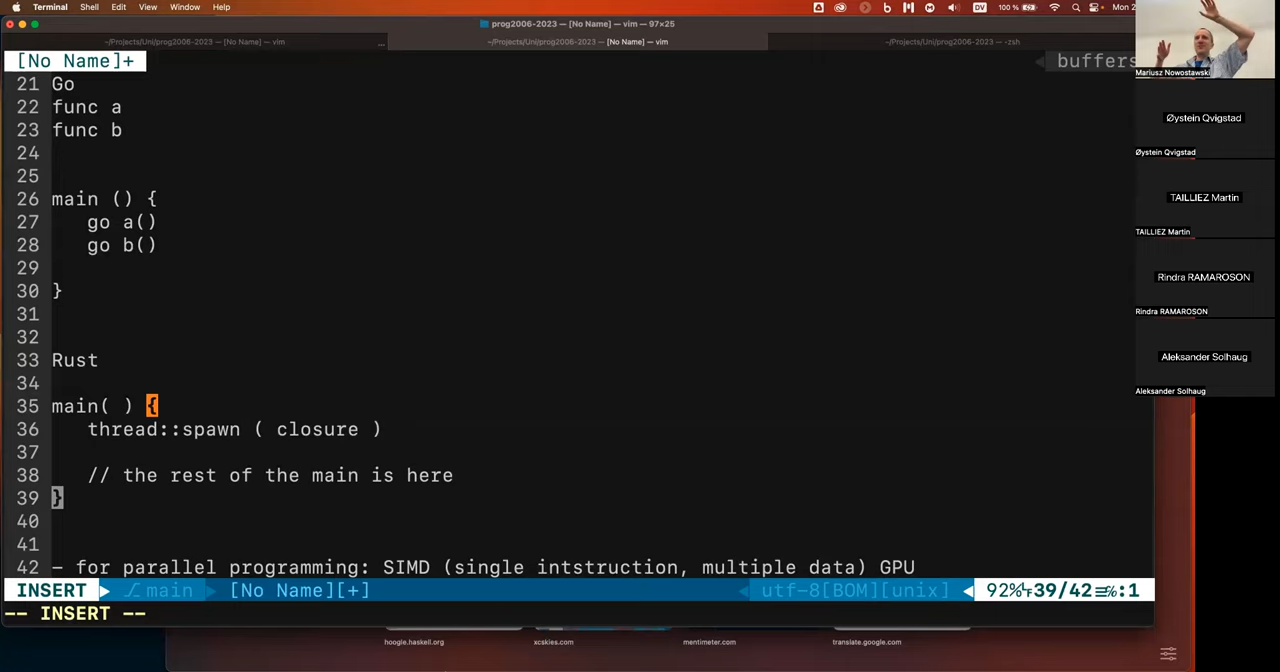 Terminal Shell Edit View Window Help
DV 100 % Mon 2
prog2006-2023 — [No Name] — vim — 97×25
~/Projects/Uni/prog2006-2023 — [No Name] — vim ... ~/Projects/Uni/prog2006-2023 — [No Name] — vim ~/Projects/Uni/prog2006-2023 — -zsh
[No Name]+ buffers
21 Go
22 func a
23 func b
24
25
26 main () {
27 go a()
28 go b()
29
30 }
31
32
33 Rust
34
35 main( ) {
36 thread::spawn ( closure )
37
38 // the rest of the main is here
39 }
40
41
42 – for parallel programming: SIMD (single intstruction, multiple data) GPU
INSERT main [No Name][+] utf-8[BOM][unix] 92% 39/42 :1
-- INSERT --
hoogle.haskell.org xcskies.com mentimeter.com translate.google.com
Mariusz Nowostawski
Øystein Qvigstad
Øystein Qvigstad
TAILLIEZ Martin
TAILLIEZ Martin
Rindra RAMAROSON
Rindra RAMAROSON
Aleksander Solhaug
Aleksander Solhaug